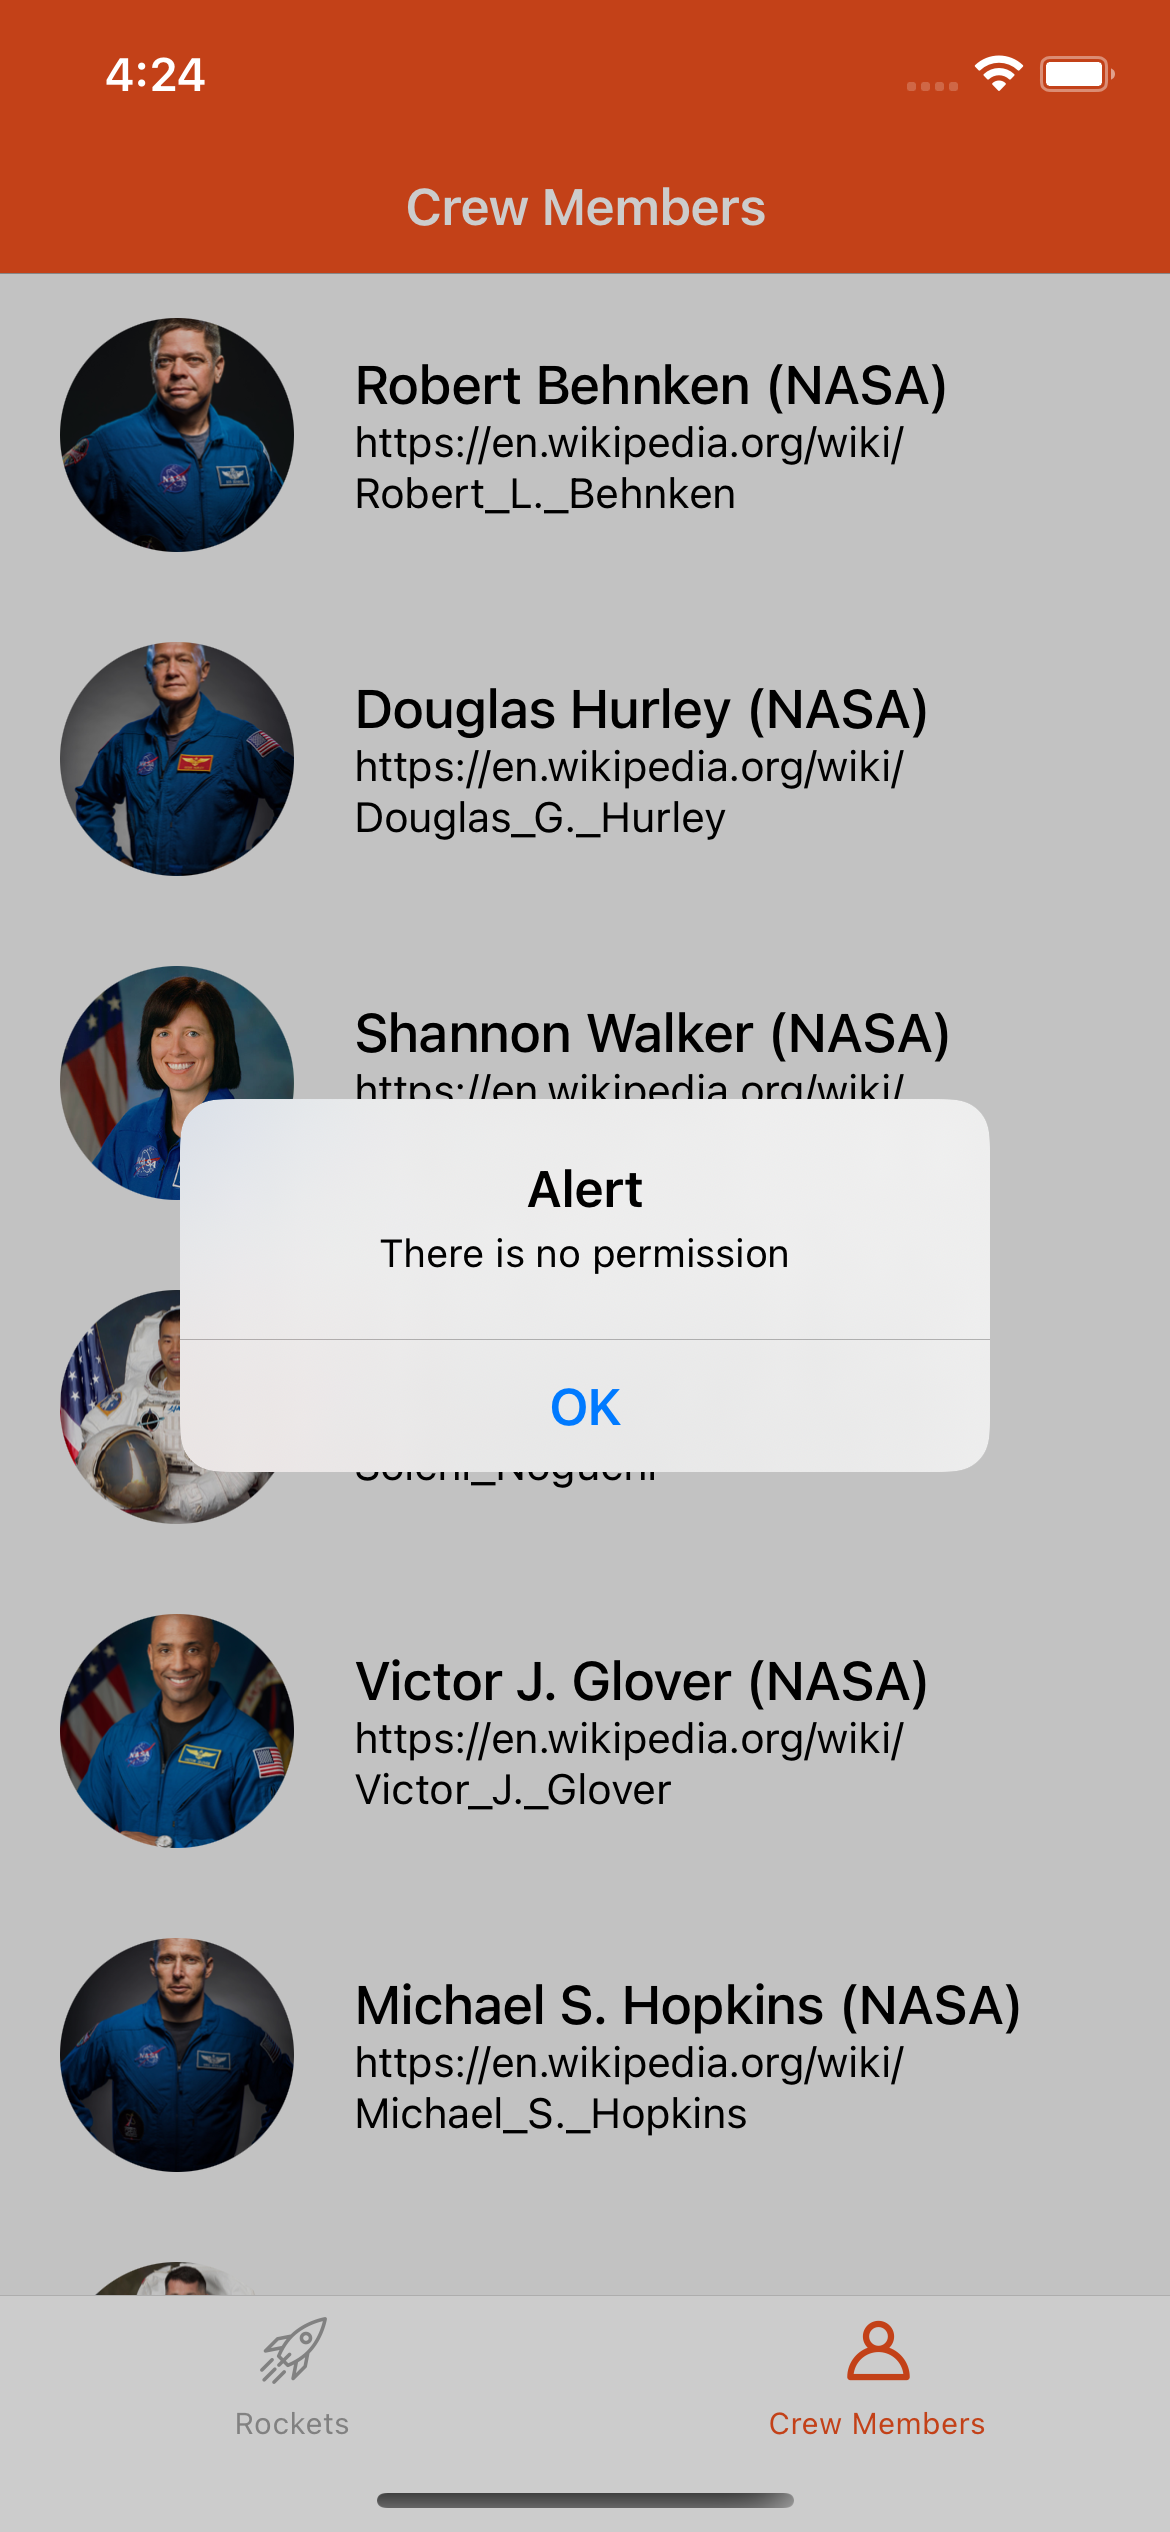 4:24
Crew Members
Robert Behnken (NASA)
https://en.wikipedia.org/wiki/
Robert_L._Behnken
Douglas Hurley (NASA)
https://en.wikipedia.org/wiki/
Douglas_G._Hurley
Shannon Walker (NASA)
https://en.wikipedia.org/wiki/
Alert
There is no permission
OK
Soichi_Noguchi
Victor J. Glover (NASA)
https://en.wikipedia.org/wiki/
Victor_J._Glover
Michael S. Hopkins (NASA)
https://en.wikipedia.org/wiki/
Michael_S._Hopkins
Rockets
Crew Members